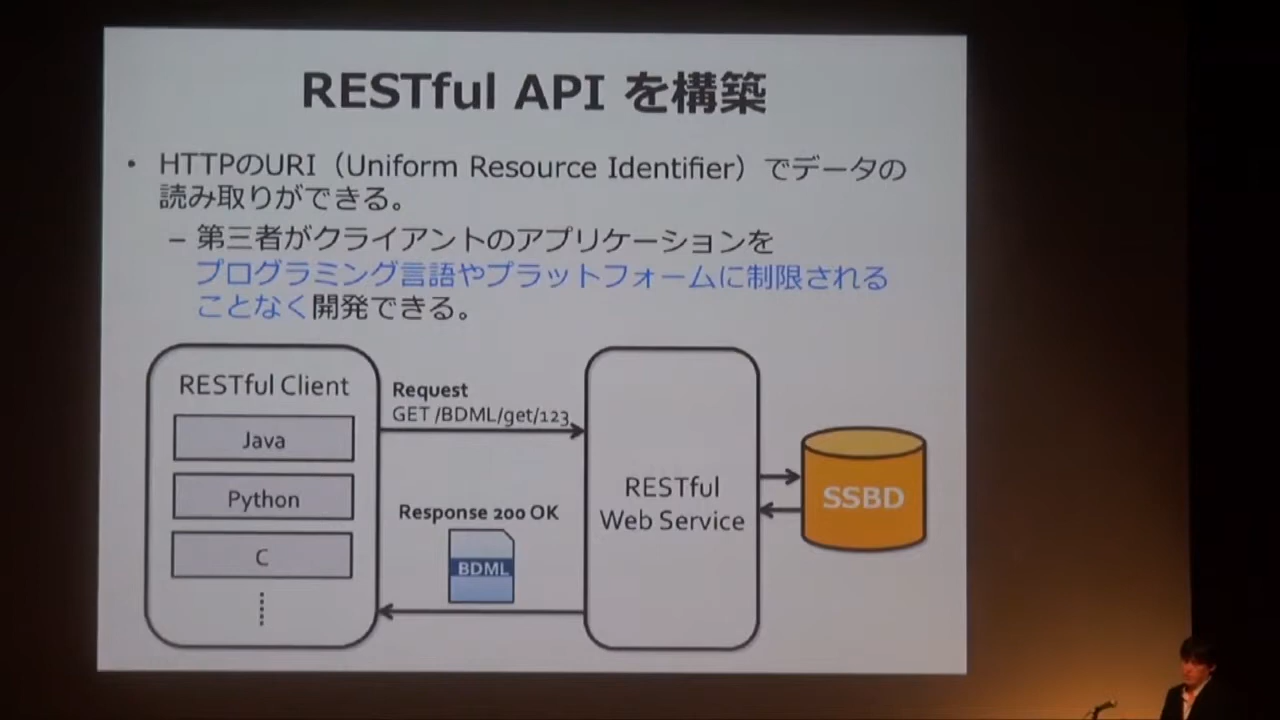 RESTful API を構築
• HTTPのURI（Uniform Resource Identifier）でデータの
読み取りができる。
– 第三者がクライアントのアプリケーションを
プログラミング言語やプラットフォームに制限される
ことなく開発できる。
RESTful Client
Java
Python
C
Request
GET /BDML/get/123
Response 200 OK
BDML
RESTful
Web Service
SSBD